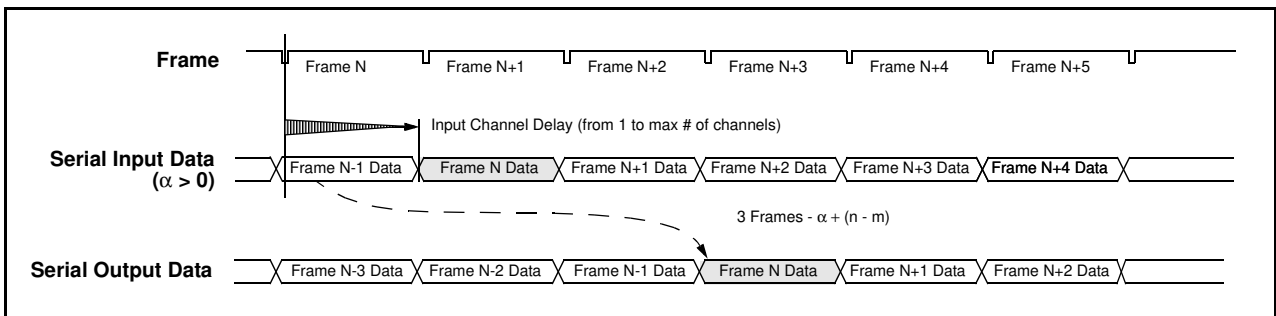 Frame
Frame N
Frame N+1
Frame N+2
Frame N+3
Frame N+4
Frame N+5
Input Channel Delay (from 1 to max # of channels)
Serial Input Data
(α > 0)
Frame N-1 Data
Frame N Data
Frame N+1 Data
Frame N+2 Data
Frame N+3 Data
Frame N+4 Data
3 Frames - α + (n - m)
Serial Output Data
Frame N-3 Data
Frame N-2 Data
Frame N-1 Data
Frame N Data
Frame N+1 Data
Frame N+2 Data